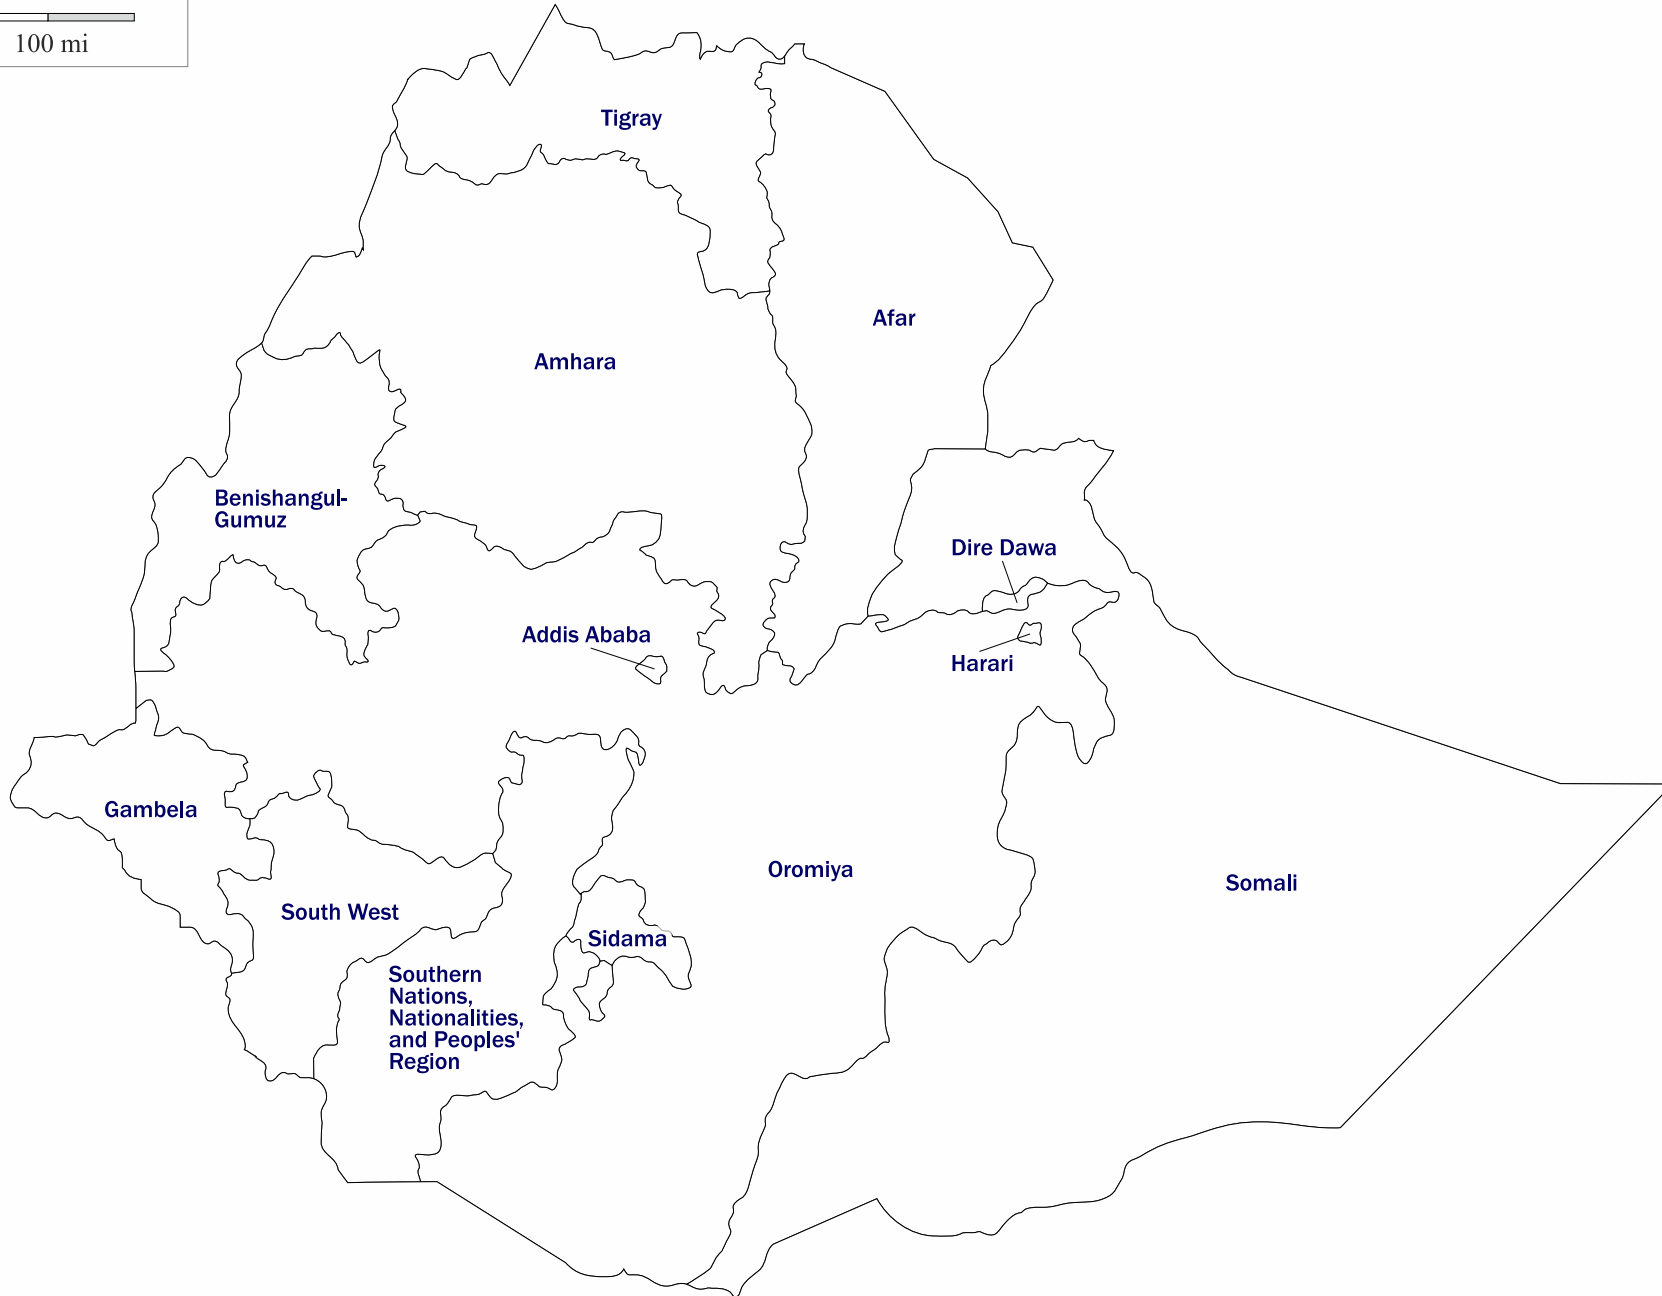 100 mi
Tigray
Afar
Amhara
Benishangul-
Gumuz
Dire Dawa
Addis Ababa
Harari
Gambela
Oromiya
Somali
South West
Sidama
Southern
Nations,
Nationalities,
and Peoples'
Region